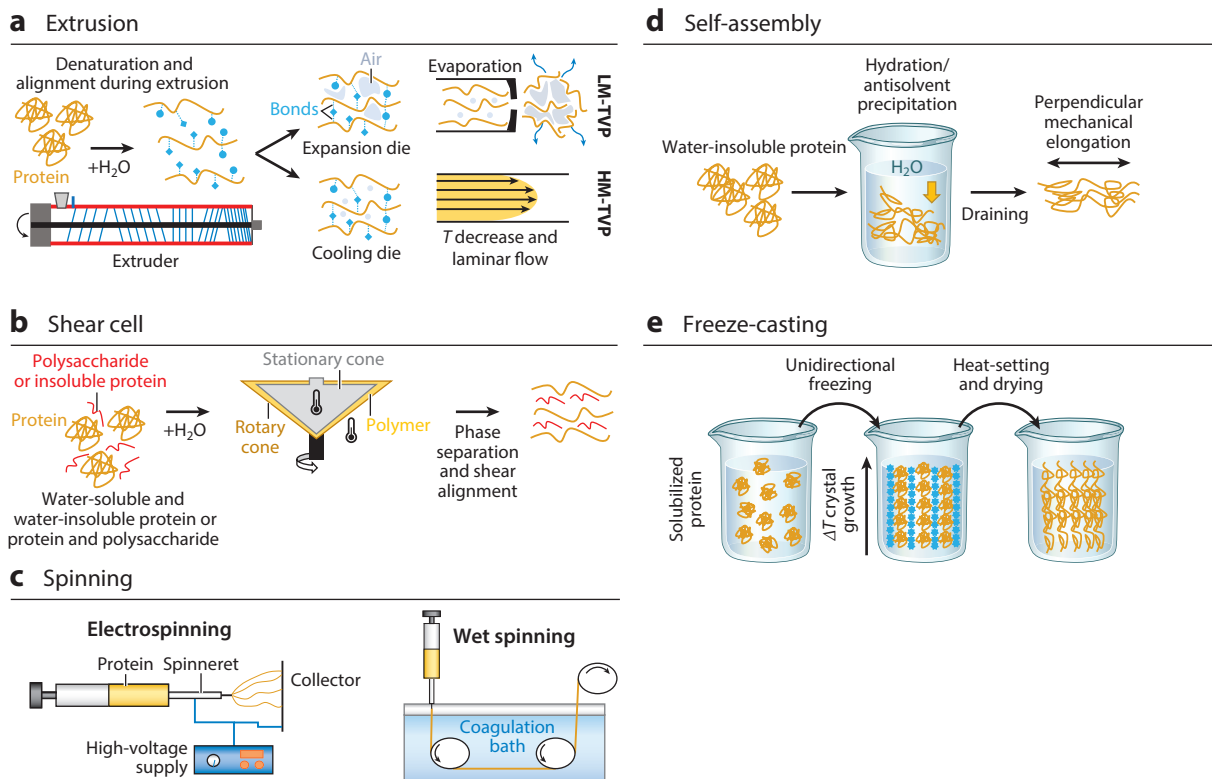 a Extrusion
Denaturation and
alignment during extrusion
Protein
+H₂O
Air
Bonds
Expansion die
Cooling die
Evaporation
LM-TVP
HM-TVP
T decrease and
laminar flow
Extruder
b Shear cell
Polysaccharide
or insoluble protein
Protein
+H₂O
Water-soluble and
water-insoluble protein or
protein and polysaccharide
Stationary cone
Rotary
cone
Polymer
Phase
separation
and shear
alignment
c Spinning
Electrospinning
Protein
Spinneret
Collector
High-voltage
supply
Wet spinning
Coagulation
bath
d Self-assembly
Water-insoluble protein
Hydration/
antisolvent
precipitation
H₂O
Draining
Perpendicular
mechanical
elongation
e Freeze-casting
Unidirectional
freezing
Heat-setting
and drying
Solubilized
protein
ΔT crystal
growth